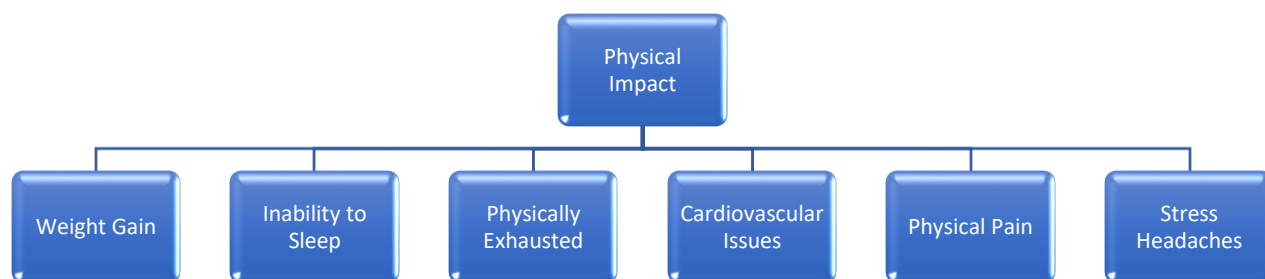 Physical
Impact
Weight Gain
Inability to
Sleep
Physically
Exhausted
Cardiovascular
Issues
Physical Pain
Stress
Headaches